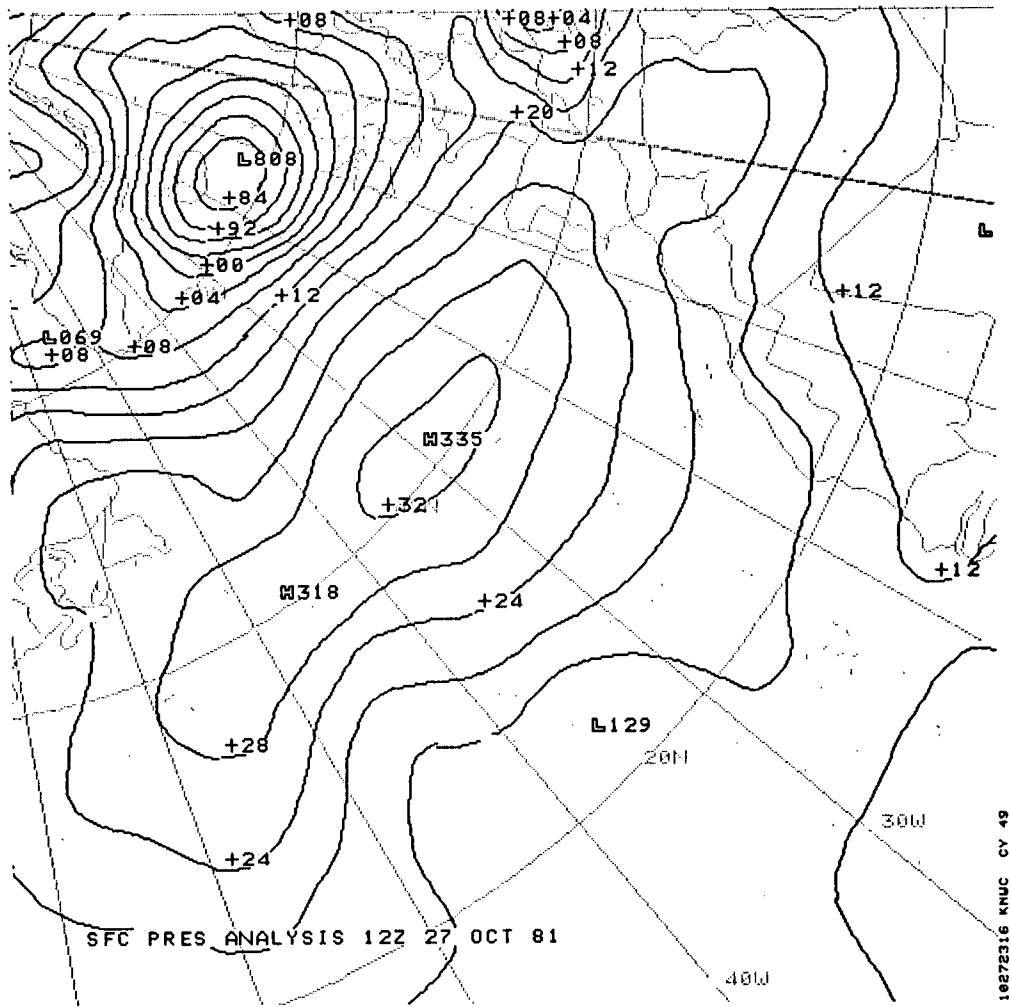 +08
+08+04
+08
+12
+20
L808
+84
+92
L
+00
+04
+12
+12
L069
+08
+08
H335
+32
+12
H318
+24
L129
+28
20N
30W
+24
SFC PRES ANALYSIS 12Z 27 OCT 81
40W
10272316 KNWC CY 49